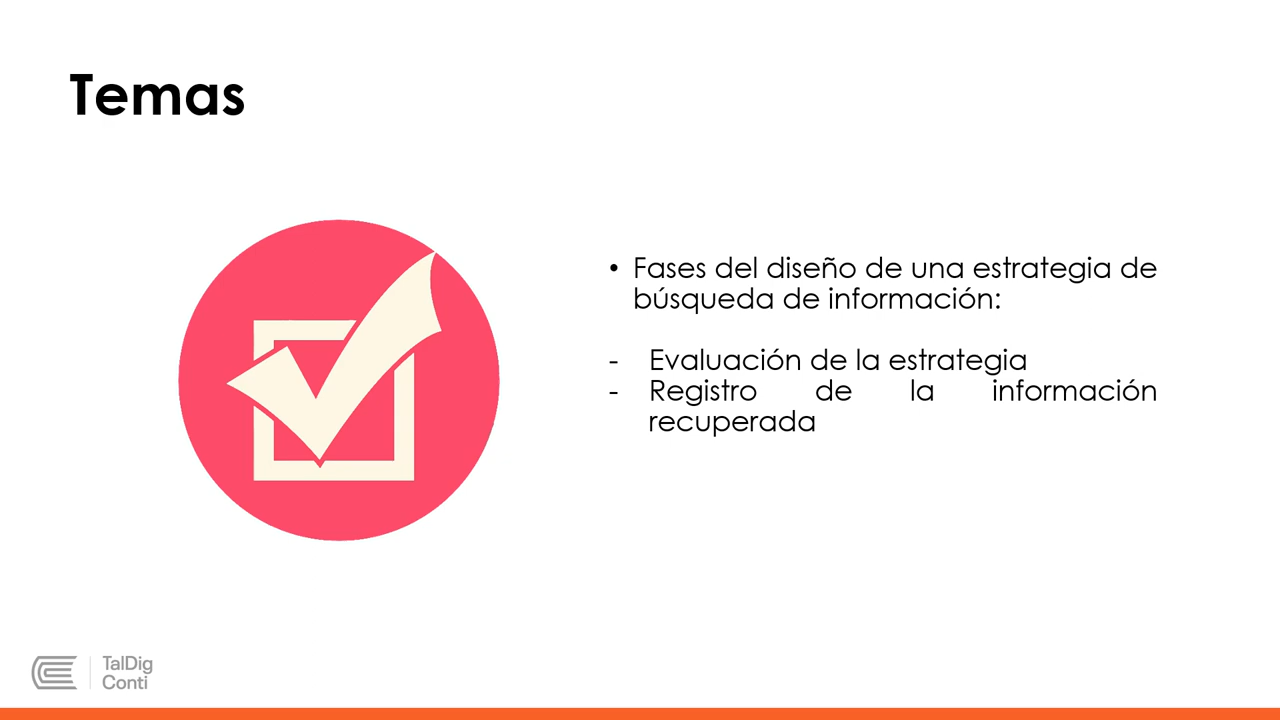 Temas
• Fases del diseño de una estrategia de
búsqueda de información:
- Evaluación de la estrategia
- Registro de la información
recuperada
TalDig
Conti